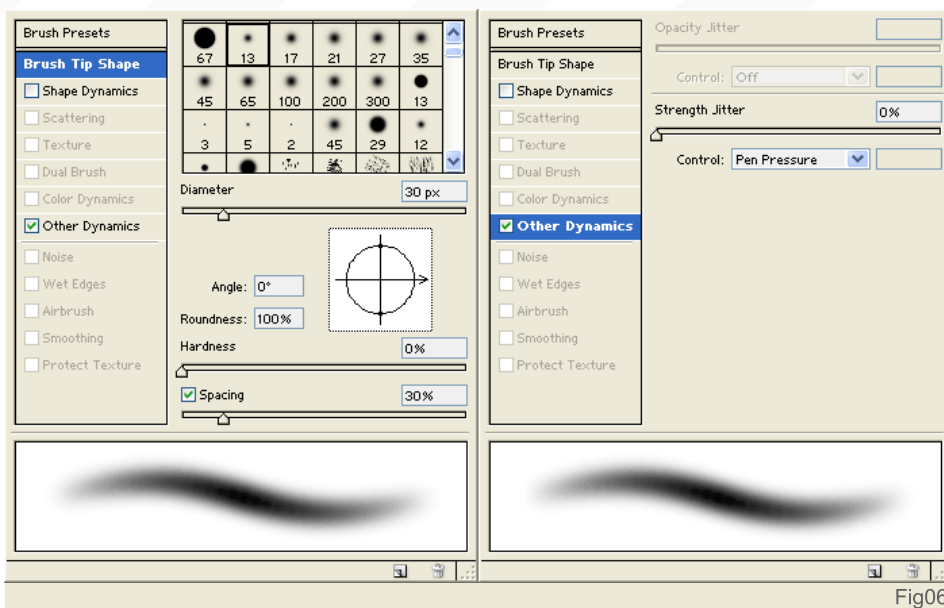 Brush Presets
Brush Tip Shape
Shape Dynamics
Scattering
Texture
Dual Brush
Color Dynamics
Other Dynamics
Noise
Wet Edges
Airbrush
Smoothing
Protect Texture
67 13 17 21 27 35
45 65 100 200 300 13
3 5 2 45 29 12
Diameter 30 px
Angle: 0°
Roundness: 100%
Hardness 0%
Spacing 30%
Brush Presets
Brush Tip Shape
Shape Dynamics
Scattering
Texture
Dual Brush
Color Dynamics
Other Dynamics
Noise
Wet Edges
Airbrush
Smoothing
Protect Texture
Opacity Jitter
Control: Off
Strength Jitter 0%
Control: Pen Pressure
Fig06